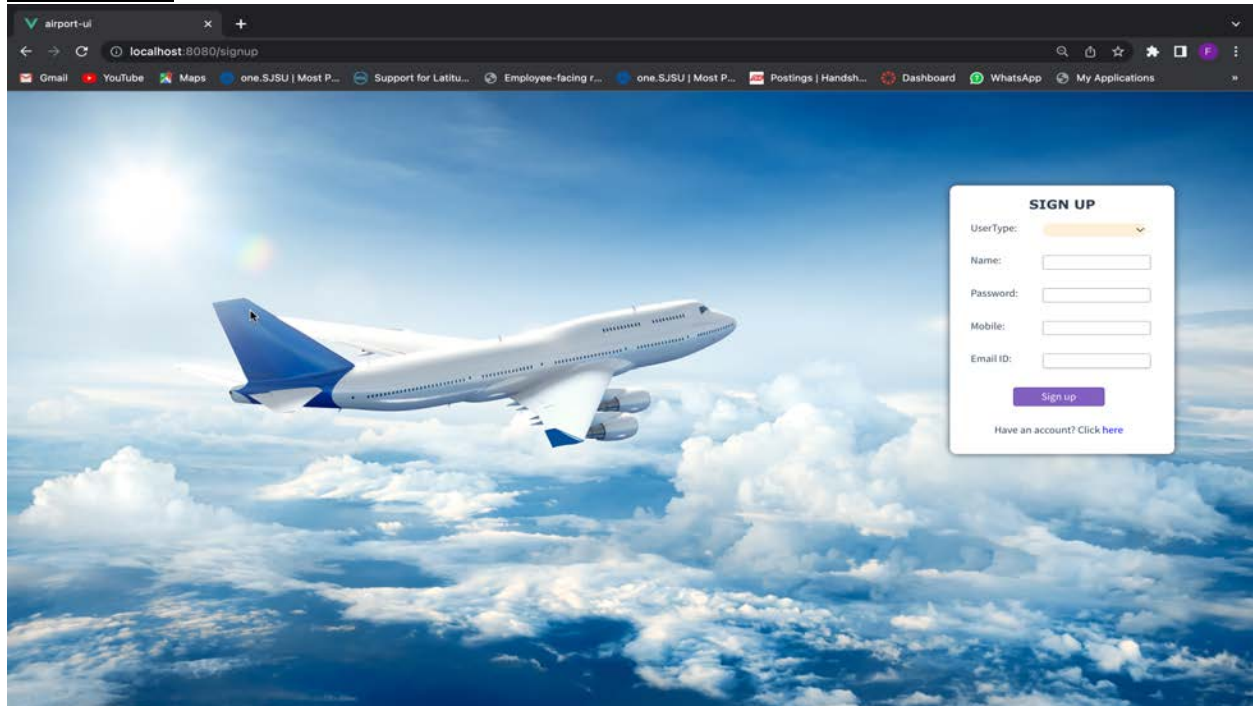 airport-ui
localhost:8080/signup
F
Gmail YouTube Maps one.SJSU | Most P... Support for Latitu... Employee-facing r... one.SJSU | Most P... Postings | Handsh... Dashboard WhatsApp My Applications »
SIGN UP
UserType:
Name:
Password:
Mobile:
Email ID:
Sign up
Have an account? Click here